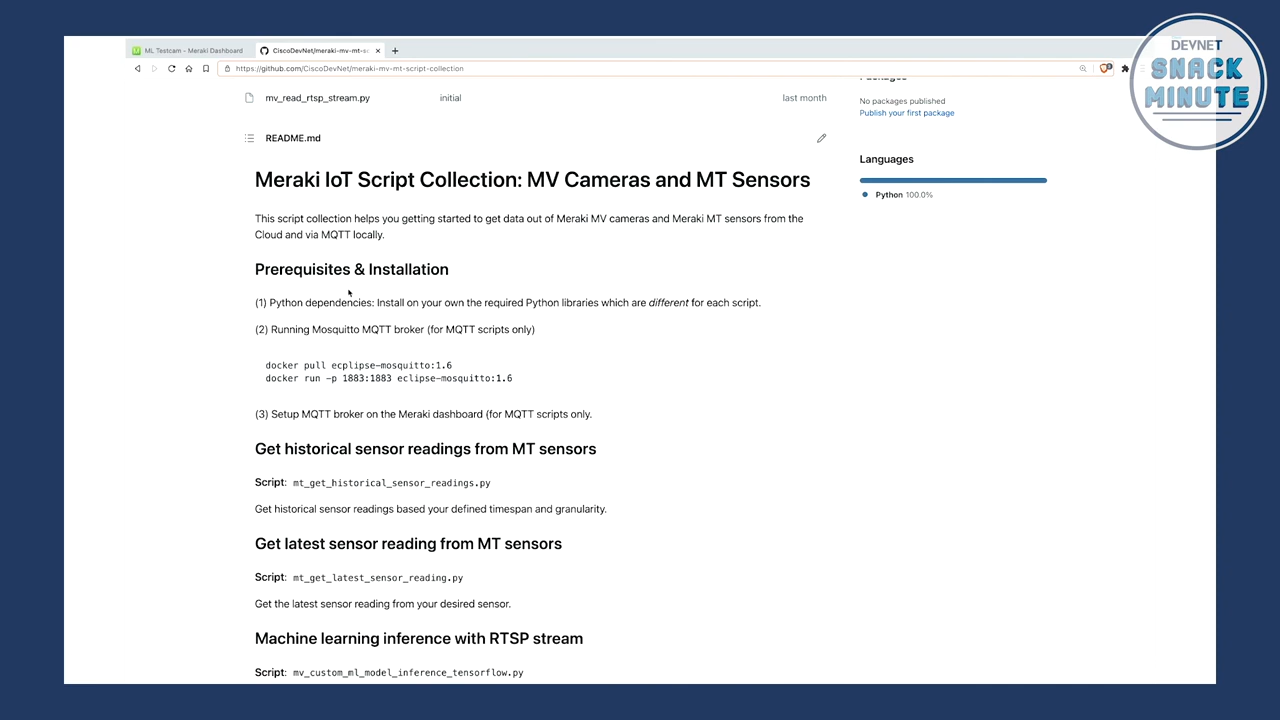 DEVNET
SNACK
MINUTE
ML Testcam - Meraki Dashboard
CiscoDevNet/meraki-mv-mt-sc
https://github.com/CiscoDevNet/meraki-mv-mt-script-collection
Packages
mv_read_rtsp_stream.py initial last month
No packages published
Publish your first package
README.md
Languages
Python 100.0%
Meraki IoT Script Collection: MV Cameras and MT Sensors
This script collection helps you getting started to get data out of Meraki MV cameras and Meraki MT sensors from the
Cloud and via MQTT locally.
Prerequisites & Installation
(1) Python dependencies: Install on your own the required Python libraries which are different for each script.
(2) Running Mosquitto MQTT broker (for MQTT scripts only)
docker pull ecplipse-mosquitto:1.6
docker run -p 1883:1883 eclipse-mosquitto:1.6
(3) Setup MQTT broker on the Meraki dashboard (for MQTT scripts only.
Get historical sensor readings from MT sensors
Script: mt_get_historical_sensor_readings.py
Get historical sensor readings based your defined timespan and granularity.
Get latest sensor reading from MT sensors
Script: mt_get_latest_sensor_reading.py
Get the latest sensor reading from your desired sensor.
Machine learning inference with RTSP stream
Script: mv_custom_ml_model_inference_tensorflow.py